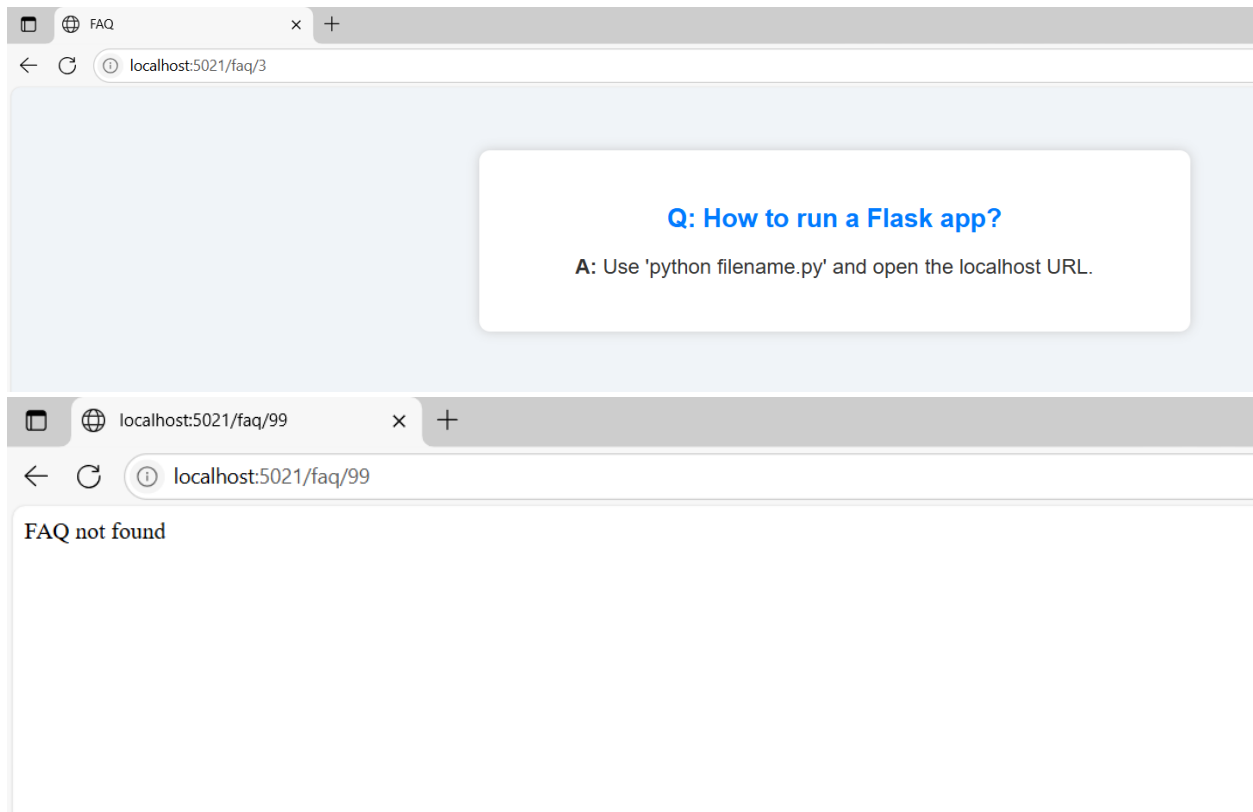 FAQ
localhost:5021/faq/3
Q: How to run a Flask app?
A: Use 'python filename.py' and open the localhost URL.
localhost:5021/faq/99
localhost:5021/faq/99
FAQ not found